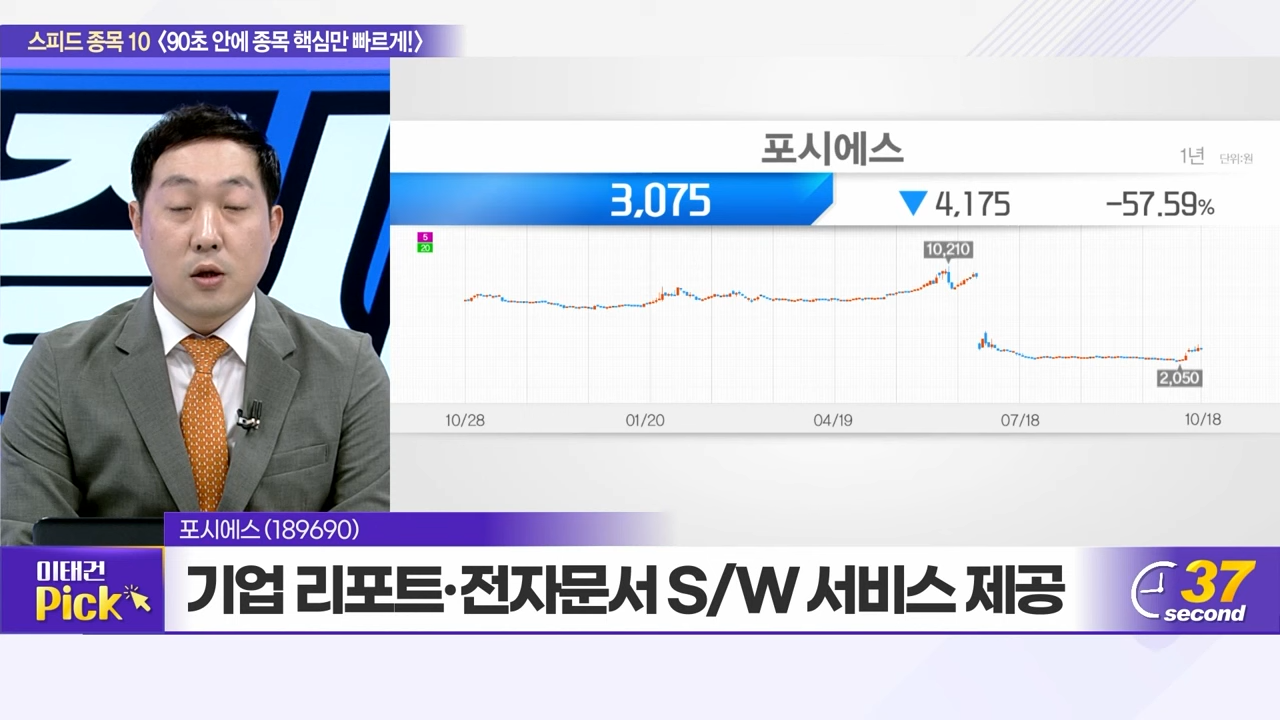 스피드 종목 10 〈90초 안에 종목 핵심만 빠르게!〉
포시에스
1년 단위:원
3,075 ▼ 4,175 -57.59%
5
20
10,210
2,050
10/28 01/20 04/19 07/18 10/18
포시에스 (189690)
이태건
Pick
기업 리포트·전자문서 S/W 서비스 제공
37
second